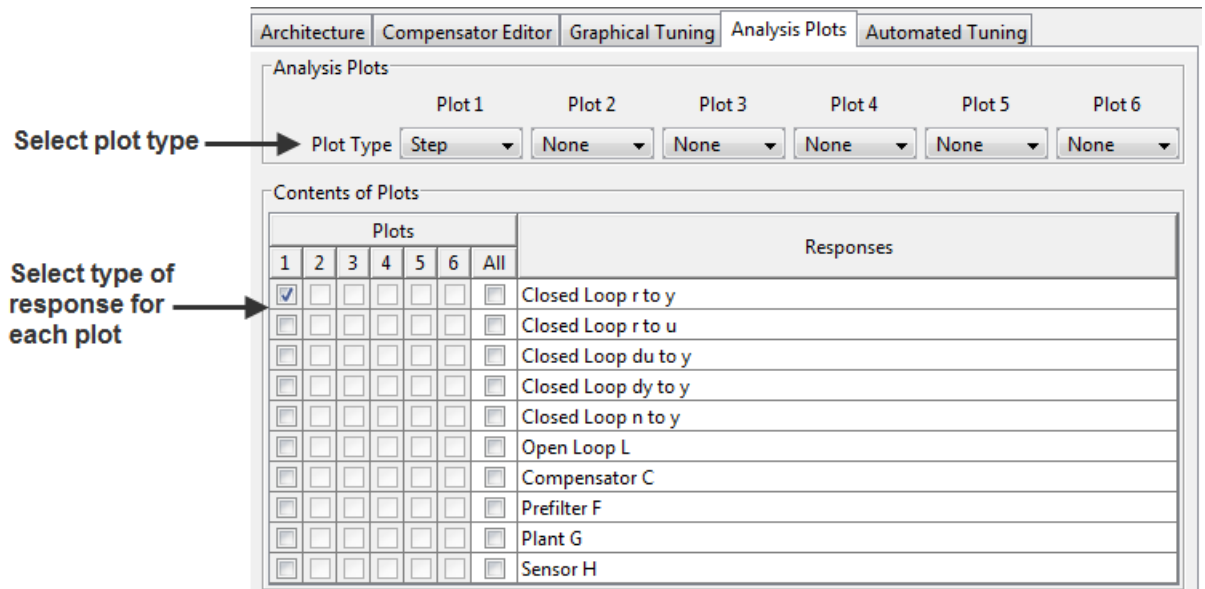 Architecture Compensator Editor Graphical Tuning Analysis Plots Automated Tuning
Analysis Plots
Plot 1 Plot 2 Plot 3 Plot 4 Plot 5 Plot 6
Select plot type
Plot Type Step None None None None None
Contents of Plots
Plots
Responses
1 2 3 4 5 6 All
Select type of
response for
each plot
Closed Loop r to y
Closed Loop r to u
Closed Loop du to y
Closed Loop dy to y
Closed Loop n to y
Open Loop L
Compensator C
Prefilter F
Plant G
Sensor H